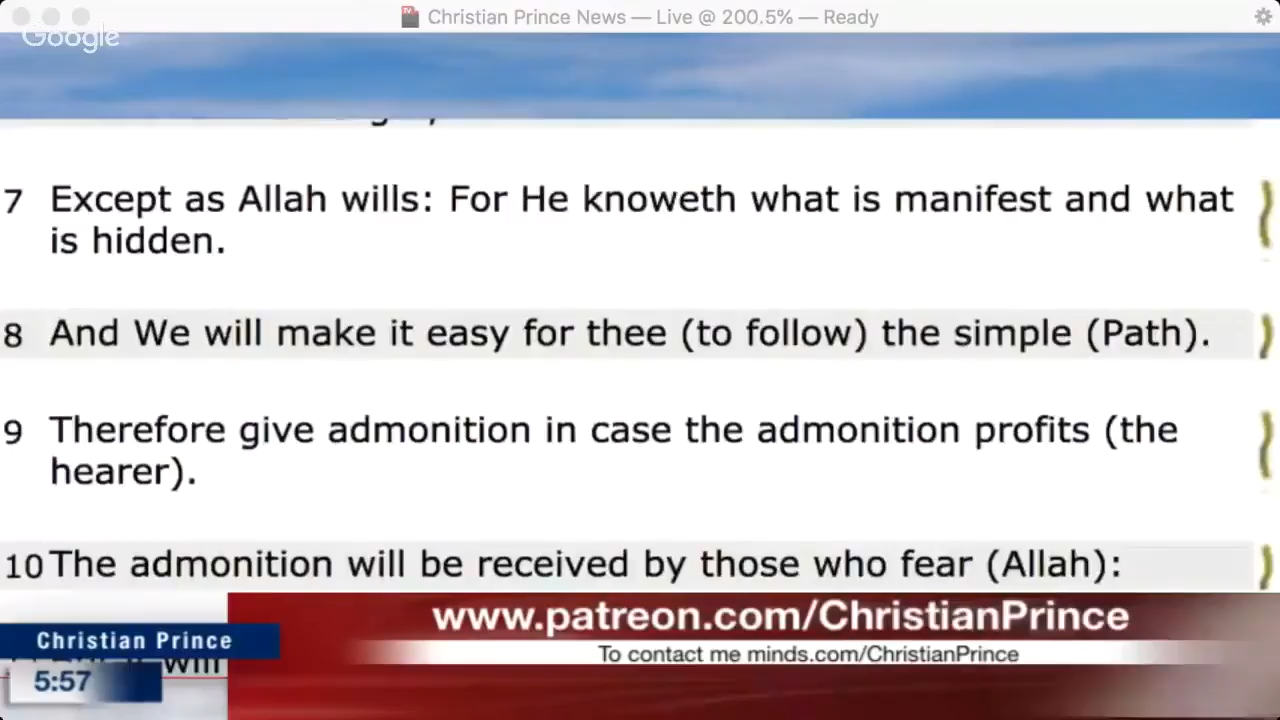 Christian Prince News — Live @ 200.5% — Ready
Google
7 Except as Allah wills: For He knoweth what is manifest and what
is hidden.
8 And We will make it easy for thee (to follow) the simple (Path).
9 Therefore give admonition in case the admonition profits (the
hearer).
10 The admonition will be received by those who fear (Allah):
www.patreon.com/ChristianPrince
Christian Prince
To contact me minds.com/ChristianPrince
will
5:57